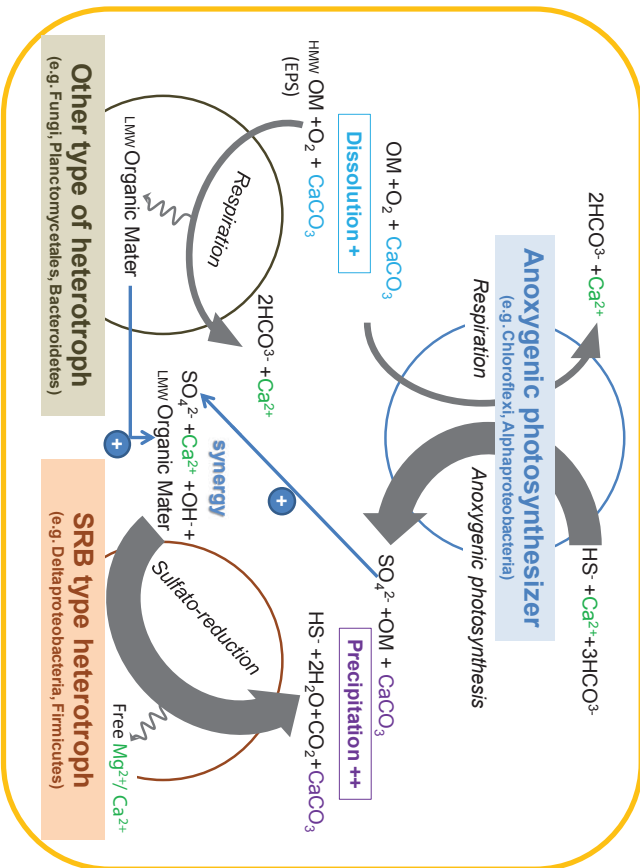 2HCO³⁻ +Ca²⁺
Anoxygenic photosynthesizer
(e.g. Chloroflexi, Alphaproteobacteria)
HS⁻ +Ca²⁺+3HCO³⁻
Respiration
Anoxygenic photosynthesis
OM +O₂ + CaCO₃
SO₄²⁻ +OM + CaCO₃
Dissolution +
Precipitation ++
HMW OM +O₂ + CaCO₃
(EPS)
2HCO³⁻ +Ca²⁺
HS⁻ +2H₂O+CO₂+CaCO₃
Respiration
synergy
+
SO₄²⁻ +Ca²⁺ +OH⁻ +
LMW Organic Mater
Sulfato-reduction
LMW Organic Mater
+
Free Mg²⁺/ Ca²⁺
Other type of heterotroph
(e.g. Fungi, Planctomycetales, Bacteroidetes)
SRB type heterotroph
(e.g. Deltaproteobacteria, Firmicutes)